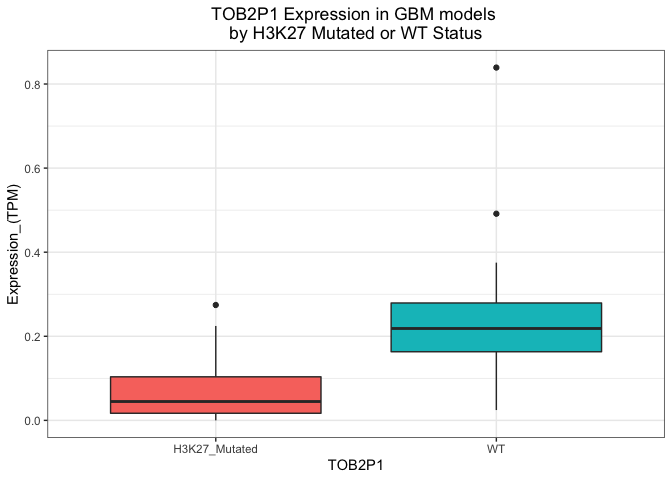 TOB2P1 Expression in GBM models
by H3K27 Mutated or WT Status
Expression_(TPM)
0.8
0.6
0.4
0.2
0.0
H3K27_Mutated
WT
TOB2P1